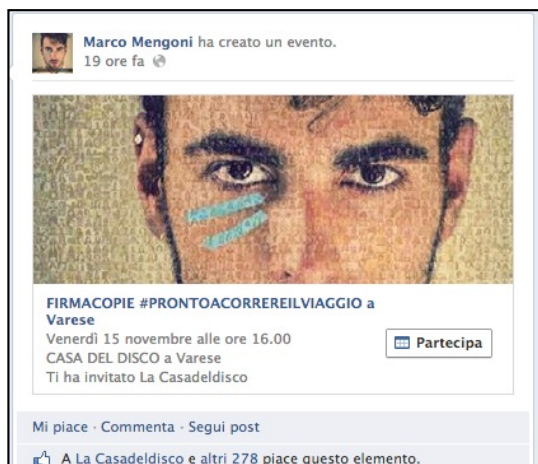 Marco Mengoni ha creato un evento.
19 ore fa
FIRMACOPIE #PRONTOACORREREILVIAGGIO a
Varese
Venerdì 15 novembre alle ore 16.00
CASA DEL DISCO a Varese
Ti ha invitato La Casadeldisco
Partecipa
Mi piace · Commenta · Segui post
A La Casadeldisco e altri 278 piace questo elemento.